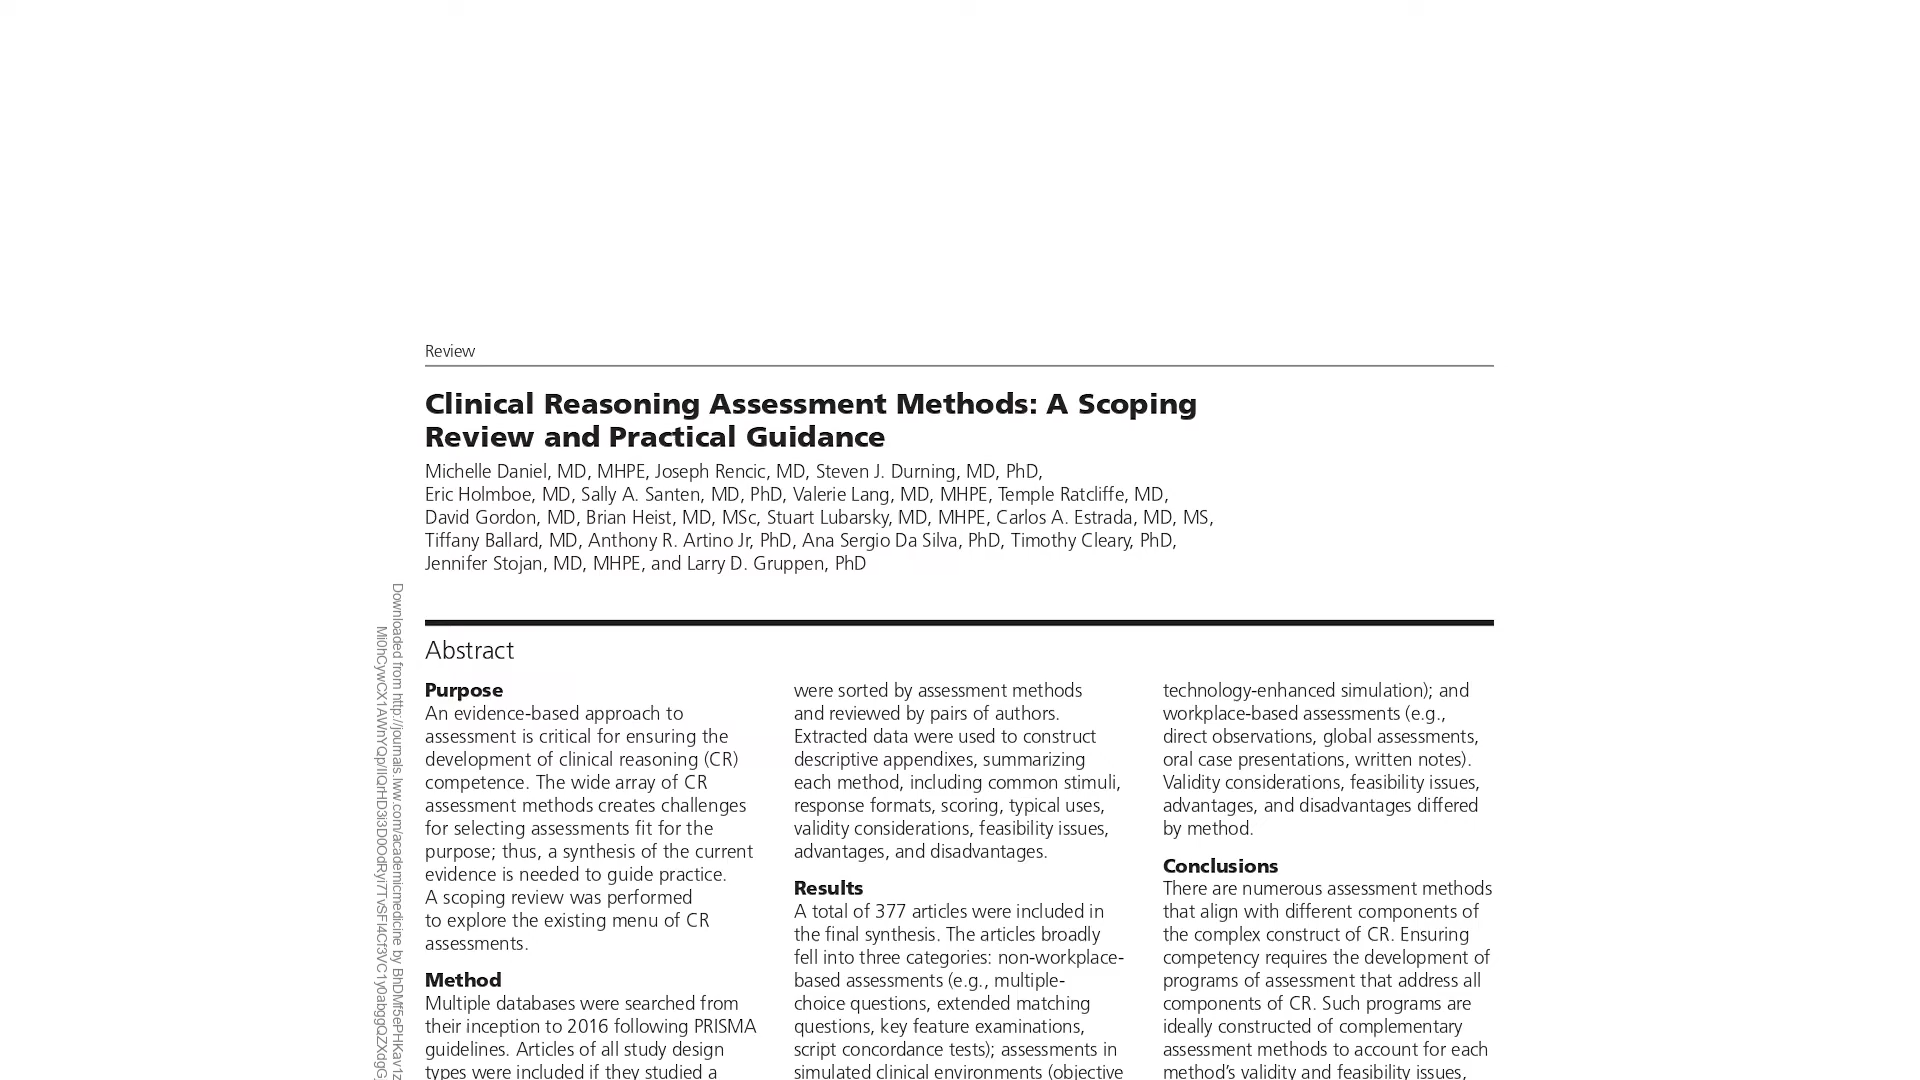 Review
Clinical Reasoning Assessment Methods: A Scoping
Review and Practical Guidance
Michelle Daniel, MD, MHPE, Joseph Rencic, MD, Steven J. Durning, MD, PhD,
Eric Holmboe, MD, Sally A. Santen, MD, PhD, Valerie Lang, MD, MHPE, Temple Ratcliffe, MD,
David Gordon, MD, Brian Heist, MD, MSc, Stuart Lubarsky, MD, MHPE, Carlos A. Estrada, MD, MS,
Tiffany Ballard, MD, Anthony R. Artino Jr, PhD, Ana Sergio Da Silva, PhD, Timothy Cleary, PhD,
Jennifer Stojan, MD, MHPE, and Larry D. Gruppen, PhD
Abstract
Purpose
An evidence-based approach to
assessment is critical for ensuring the
development of clinical reasoning (CR)
competence. The wide array of CR
assessment methods creates challenges
for selecting assessments fit for the
purpose; thus, a synthesis of the current
evidence is needed to guide practice.
A scoping review was performed
to explore the existing menu of CR
assessments.
Method
Multiple databases were searched from
their inception to 2016 following PRISMA
guidelines. Articles of all study design
types were included if they studied a
were sorted by assessment methods
and reviewed by pairs of authors.
Extracted data were used to construct
descriptive appendixes, summarizing
each method, including common stimuli,
response formats, scoring, typical uses,
validity considerations, feasibility issues,
advantages, and disadvantages.
Results
A total of 377 articles were included in
the final synthesis. The articles broadly
fell into three categories: non-workplace-
based assessments (e.g., multiple-
choice questions, extended matching
questions, key feature examinations,
script concordance tests); assessments in
simulated clinical environments (objective
technology-enhanced simulation); and
workplace-based assessments (e.g.,
direct observations, global assessments,
oral case presentations, written notes).
Validity considerations, feasibility issues,
advantages, and disadvantages differed
by method.
Conclusions
There are numerous assessment methods
that align with different components of
the complex construct of CR. Ensuring
competency requires the development of
programs of assessment that address all
components of CR. Such programs are
ideally constructed of complementary
assessment methods to account for each
method's validity and feasibility issues,
Downloaded from http://journals.lww.com/academicmedicine by